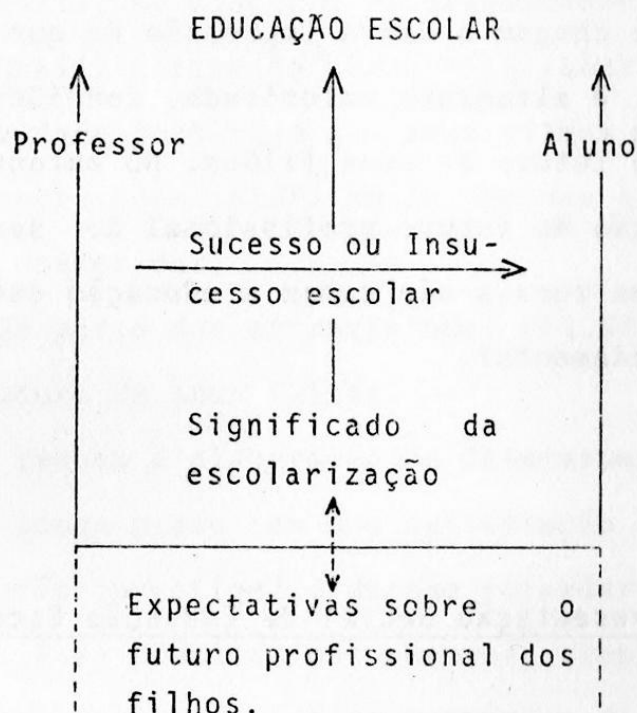 EDUCAÇÃO ESCOLAR
Professor
Aluno
Sucesso ou Insu-
cesso escolar
Significado da
escolarização
Expectativas sobre o
futuro profissional dos
filhos.